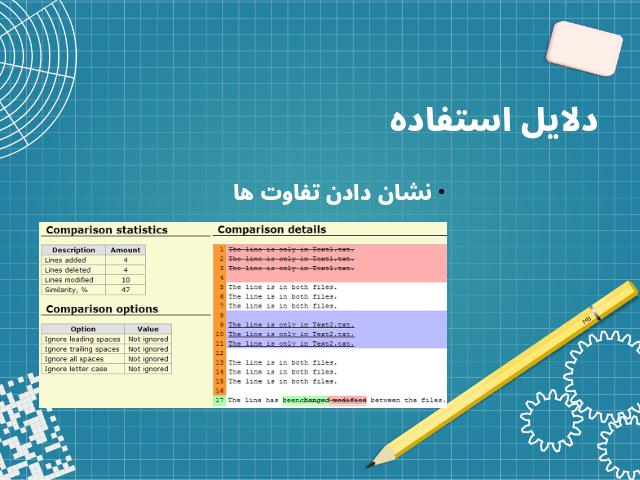 دلایل استفاده
• نشان دادن تفاوت ها
Comparison statistics
Description Amount
Lines added 4
Lines deleted 4
Lines modified 10
Similarity, % 47
Comparison options
Option Value
Ignore leading spaces Not ignored
Ignore trailing spaces Not ignored
Ignore all spaces Not ignored
Ignore letter case Not ignored
Comparison details
1 The line is only in Text1.txt.
2 The line is only in Text1.txt.
3 The line is only in Text1.txt.
4
5 The line is in both files.
6 The line is in both files.
7 The line is in both files.
8
9 The line is only in Text2.txt.
10 The line is only in Text2.txt.
11 The line is only in Text2.txt.
12
13 The line is in both files.
14 The line is in both files.
15 The line is in both files.
16
17 The line has beenchanged modified between the files.
HB